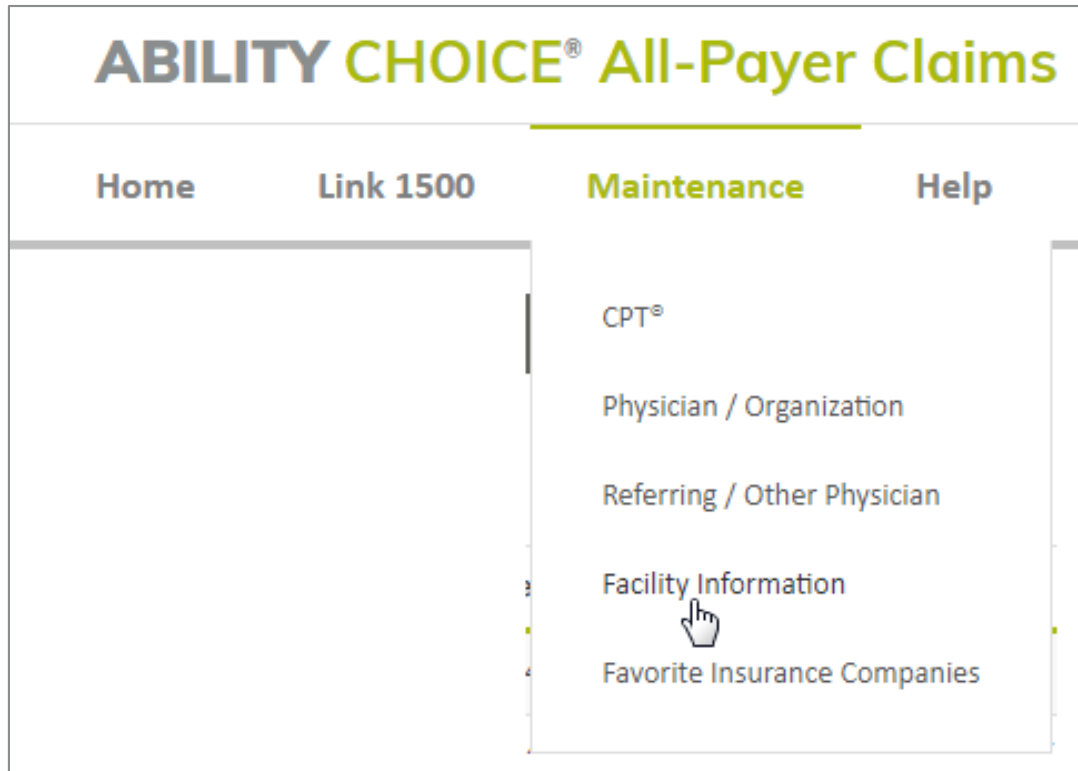 ABILITY CHOICE® All-Payer Claims
Home Link 1500 Maintenance Help
CPT®
Physician / Organization
Referring / Other Physician
Facility Information
Favorite Insurance Companies